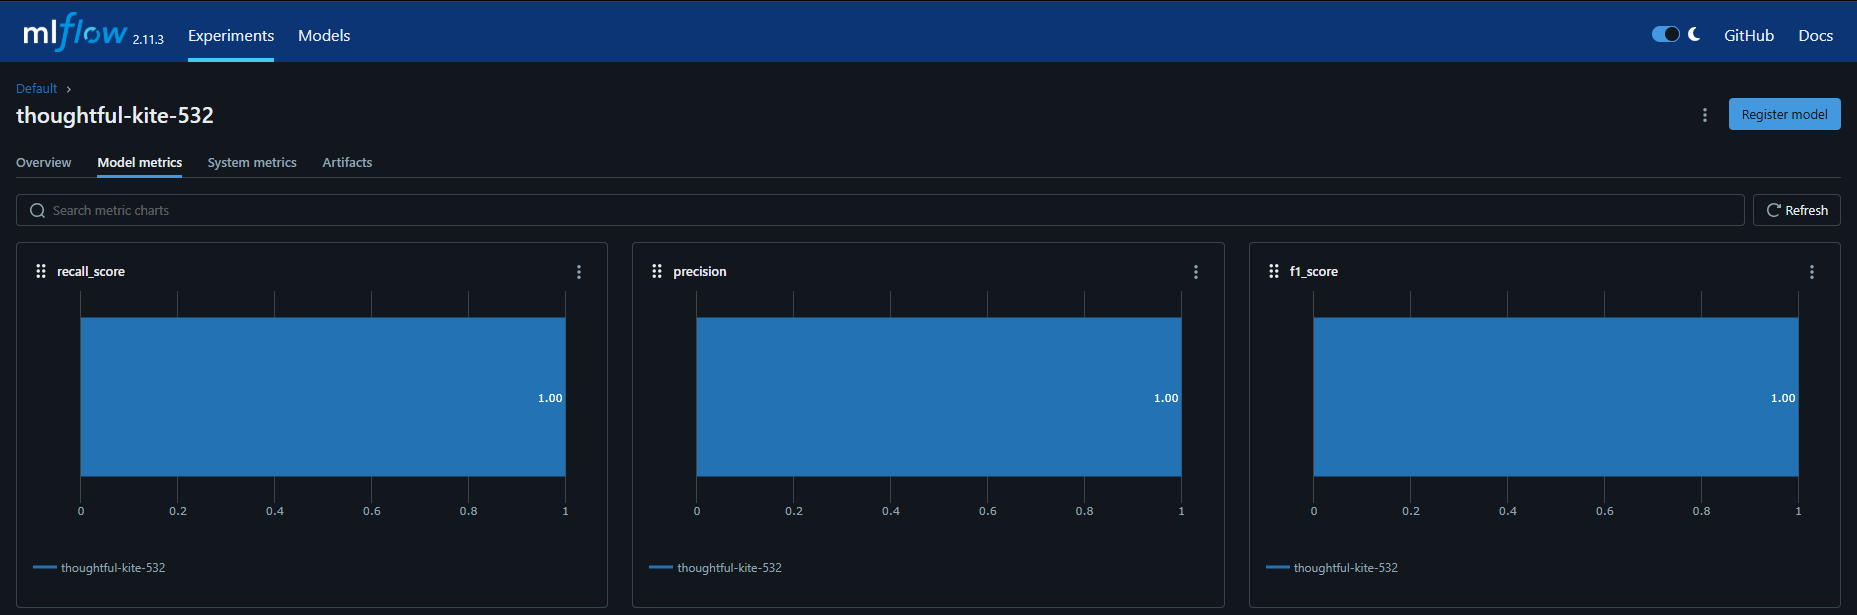 mlflow 2.11.3 Experiments Models GitHub Docs
Default ›
thoughtful-kite-532
Register model
Overview Model metrics System metrics Artifacts
Search metric charts Refresh
recall_score
1.00
0 0.2 0.4 0.6 0.8 1
thoughtful-kite-532
precision
1.00
0 0.2 0.4 0.6 0.8 1
thoughtful-kite-532
f1_score
1.00
0 0.2 0.4 0.6 0.8 1
thoughtful-kite-532